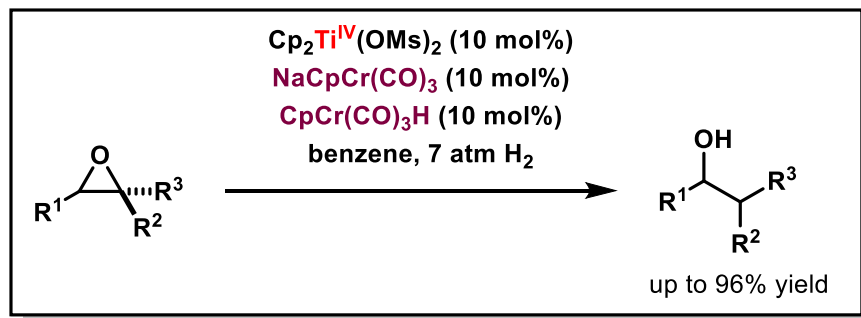 Cp₂Tiᴵⱽ(OMs)₂ (10 mol%)
NaCpCr(CO)₃ (10 mol%)
CpCr(CO)₃H (10 mol%)
benzene, 7 atm H₂
O
R¹
R²
R³
OH
R¹
R²
R³
up to 96% yield